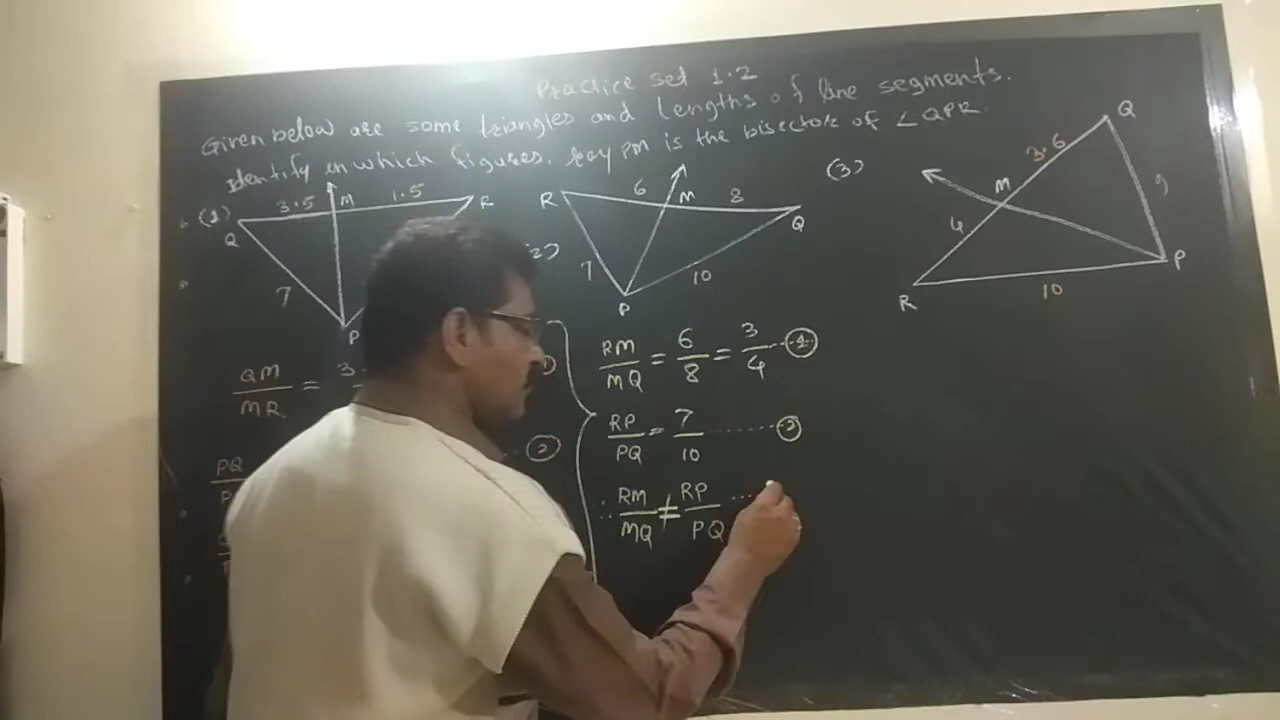 Practice set 1.2
Given below are some triangles and lengths of line segments.
Identify in which figures, ray PM is the bisector of ∠QPR.
(1) 3.5 M 1.5 R
Q
7
P
R 6 M 8
Q
7 10
P
(3) Q
3.6
M
9
4
P
R 10
QM/MR = 3
PQ
2
RM/MQ = 6/8 = 3/4 ... 1
RP/PQ = 7/10 ........ 2
∴ RM/MQ ≠ RP/PQ ...